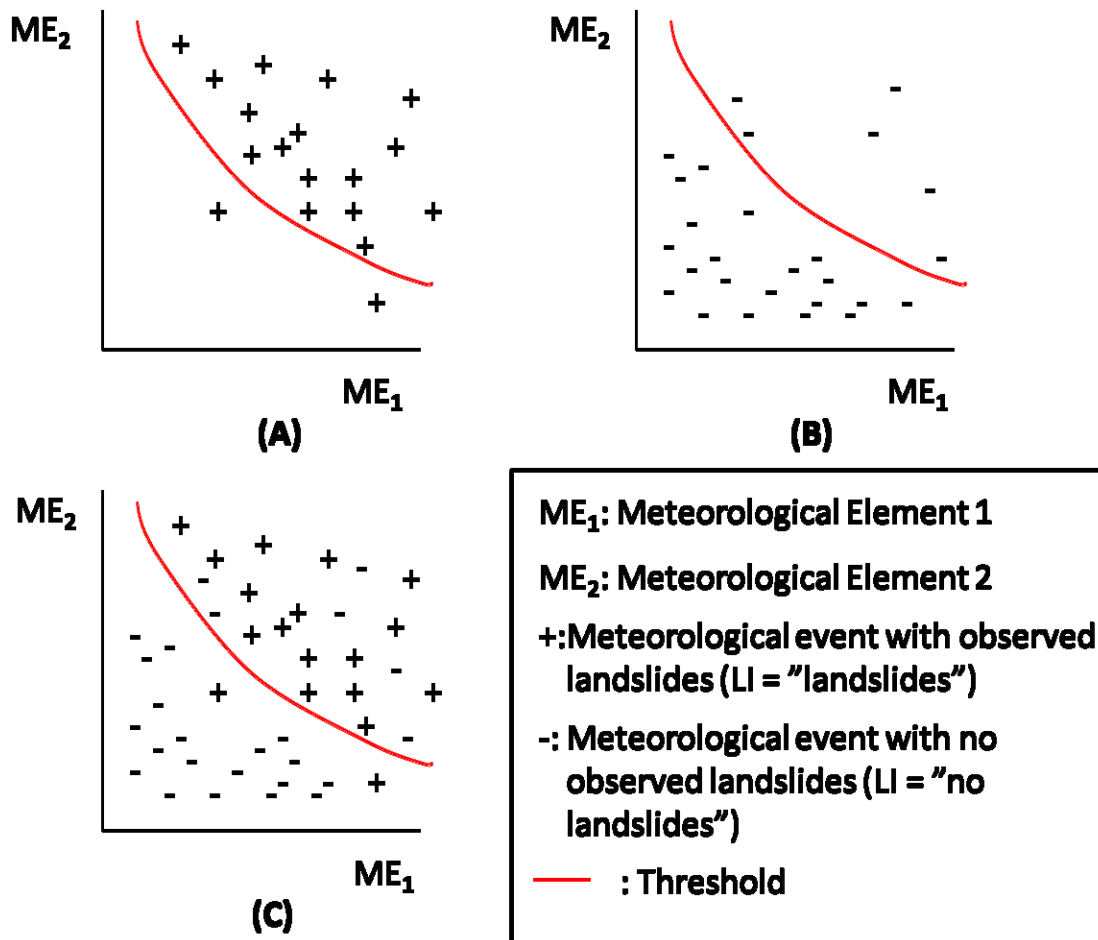 ME₂
ME₁
(A)
ME₂
ME₁
(B)
ME₂
ME₁
(C)
ME₁: Meteorological Element 1
ME₂: Meteorological Element 2
+:Meteorological event with observed
landslides (LI = ”landslides”)
-: Meteorological event with no
observed landslides (LI = ”no
landslides”)
: Threshold